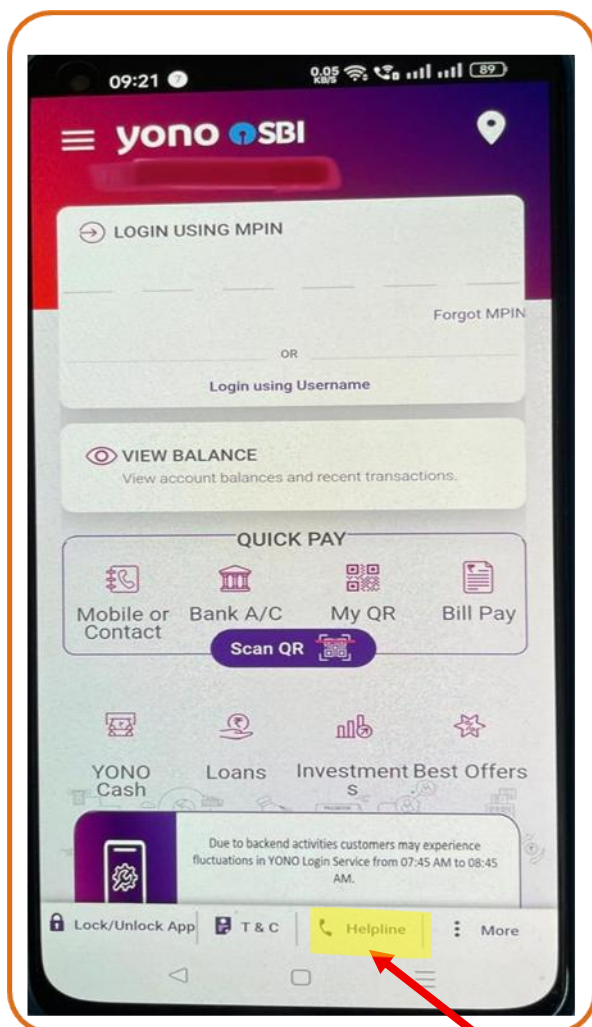 09:21 7 0.05 KB/S 89
yono SBI
LOGIN USING MPIN
Forgot MPIN
OR
Login using Username
VIEW BALANCE
View account balances and recent transactions.
QUICK PAY
Mobile or Contact
Bank A/C
My QR
Bill Pay
Scan QR
YONO Cash
Loans
Investments
Best Offers
Due to backend activities customers may experience
fluctuations in YONO Login Service from 07:45 AM to 08:45
AM.
Lock/Unlock App T & C Helpline More